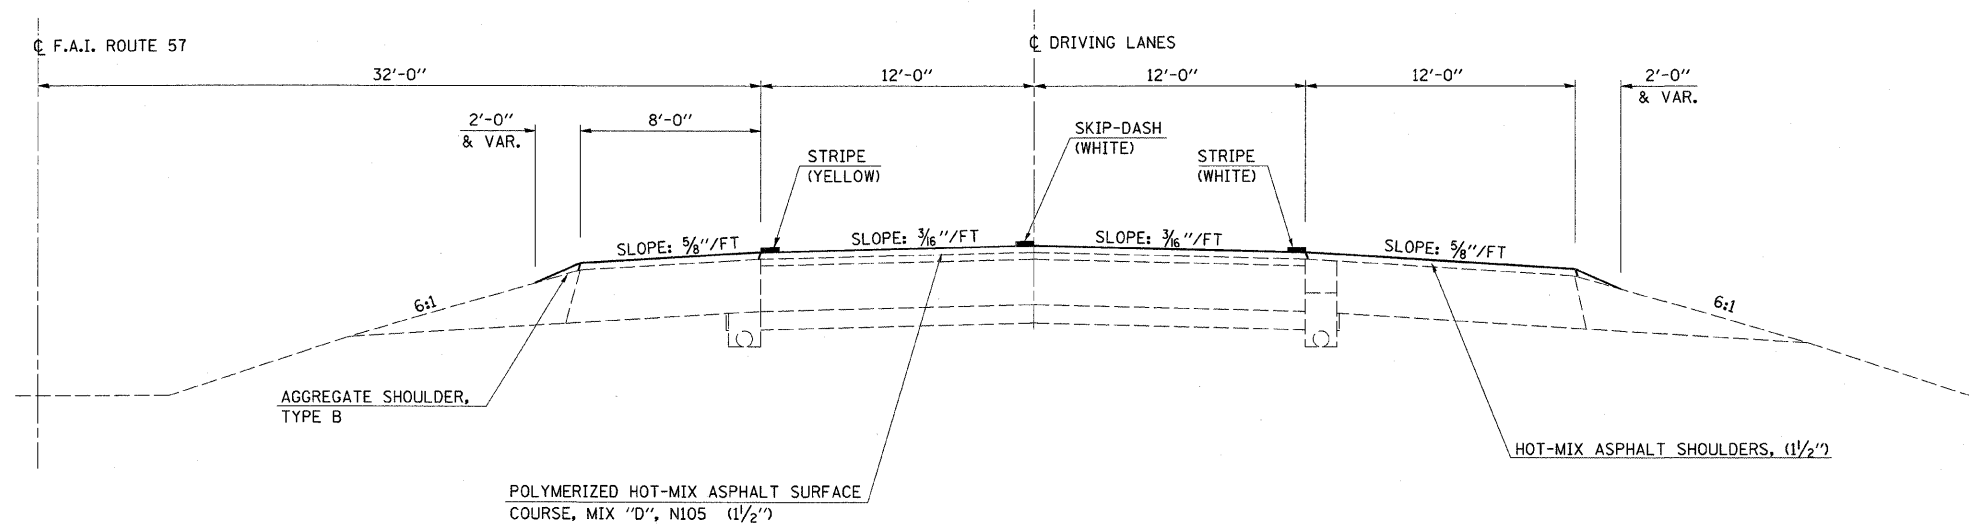 ℄ F.A.I. ROUTE 57
℄ DRIVING LANES
32'-0"
12'-0"
12'-0"
12'-0"
2'-0"
& VAR.
2'-0"
& VAR.
8'-0"
SKIP-DASH
(WHITE)
STRIPE
(YELLOW)
STRIPE
(WHITE)
SLOPE: 5/8"/FT
SLOPE: 3/16"/FT
SLOPE: 3/16"/FT
SLOPE: 5/8"/FT
6:1
6:1
AGGREGATE SHOULDER,
TYPE B
HOT-MIX ASPHALT SHOULDERS, (1 1/2")
POLYMERIZED HOT-MIX ASPHALT SURFACE
COURSE, MIX "D", N105 (1 1/2")